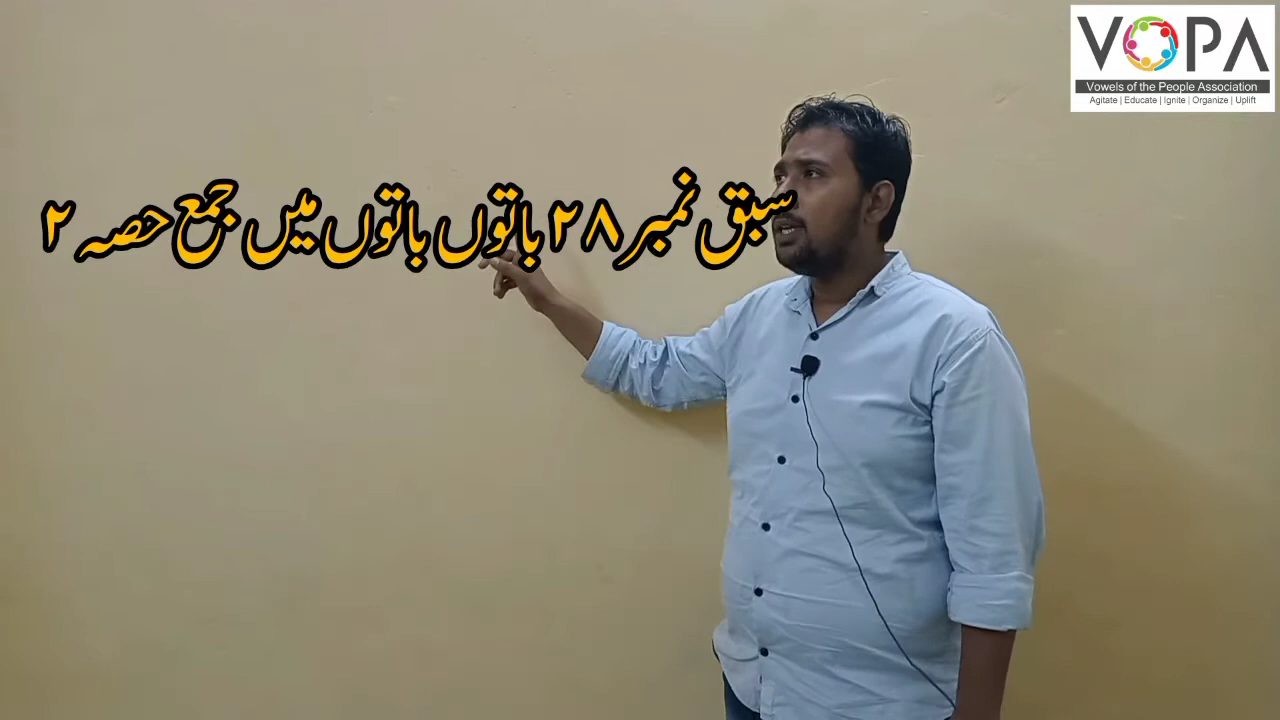 VOPA
Vowels of the People Association
Agitate | Educate | Ignite | Organize | Uplift
سبق نمبر ۲۸ باتوں باتوں میں جمع حصہ ۲